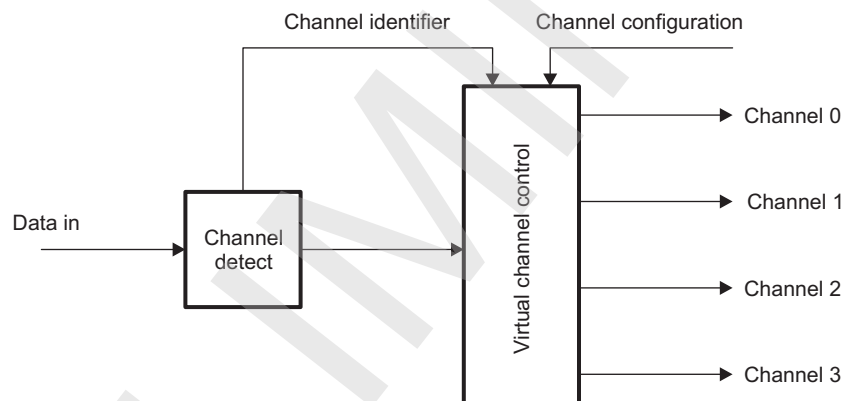 Channel identifier
Channel configuration
Channel 0
Data in
Channel
detect
Virtual channel control
Channel 1
Channel 2
Channel 3